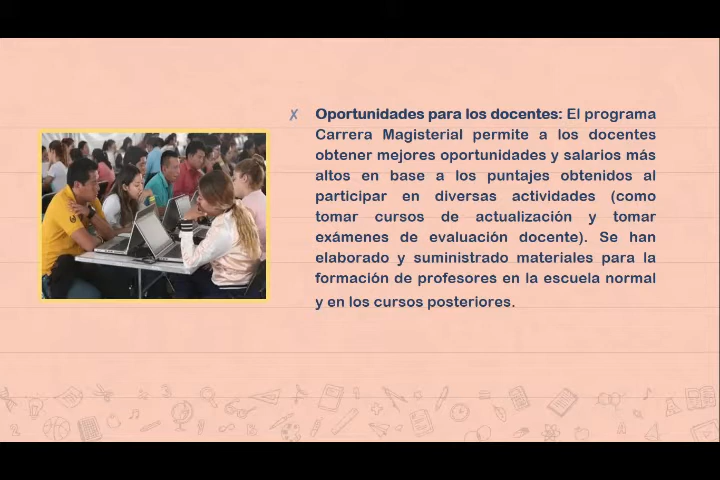 ✗ Oportunidades para los docentes: El programa
Carrera Magisterial permite a los docentes
obtener mejores oportunidades y salarios más
altos en base a los puntajes obtenidos al
participar en diversas actividades (como
tomar cursos de actualización y tomar
exámenes de evaluación docente). Se han
elaborado y suministrado materiales para la
formación de profesores en la escuela normal
y en los cursos posteriores.